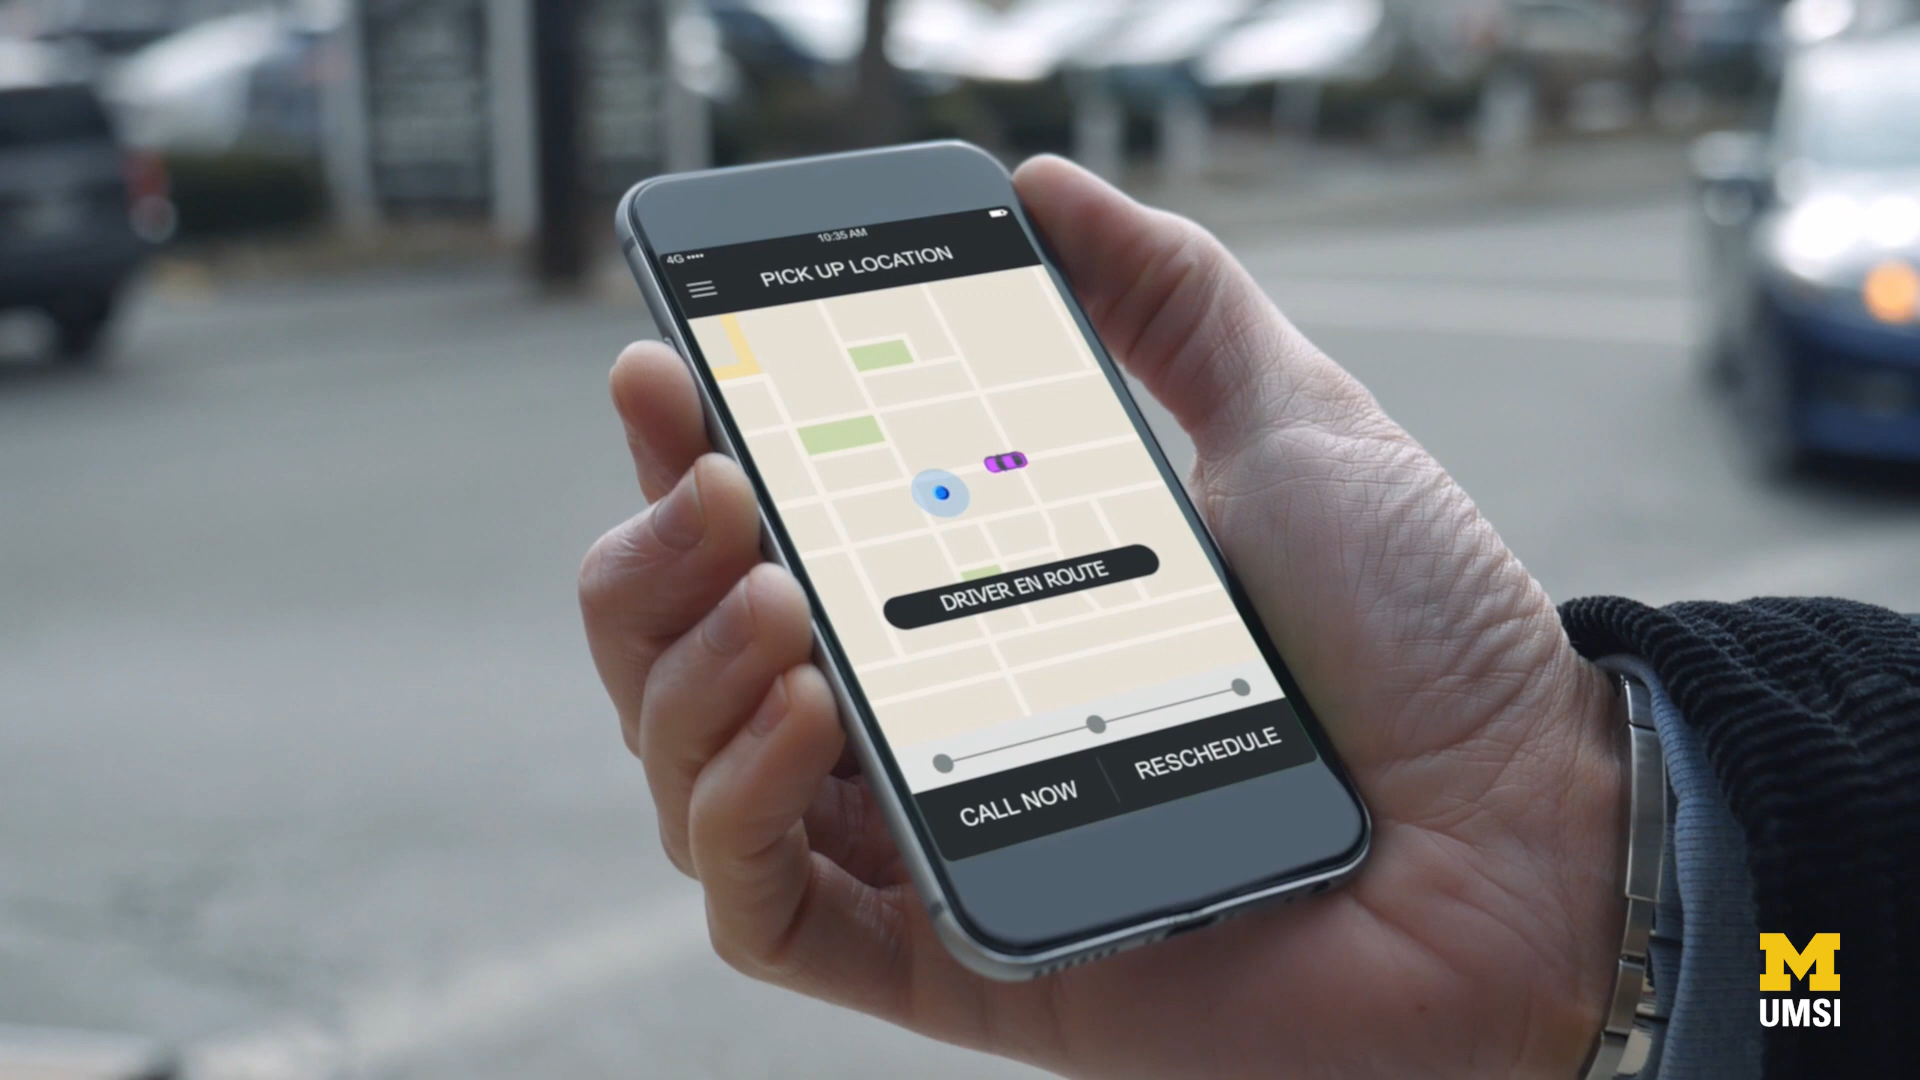 4G
10:35 AM
PICK UP LOCATION
DRIVER EN ROUTE
CALL NOW
RESCHEDULE
M
UMSI